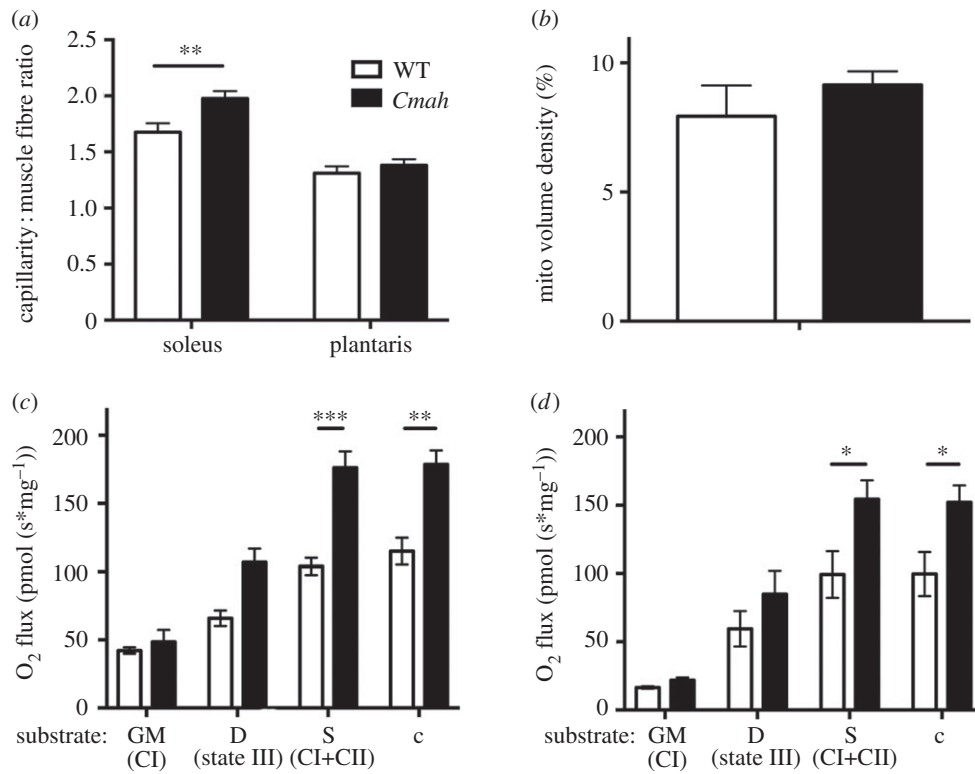 (a)
capillarity : muscle fibre ratio
2.5
2.0
1.5
1.0
0.5
0
**
WT
Cmah
soleus
plantaris
(b)
mito volume density (%)
10
5
0
(c)
O2 flux (pmol (s*mg−1))
200
150
100
50
0
***
**
substrate: GM D S c
(CI) (state III) (CI+CII)
(d)
O2 flux (pmol (s*mg−1))
200
150
100
50
0
*
*
substrate: GM D S c
(CI) (state III) (CI+CII)